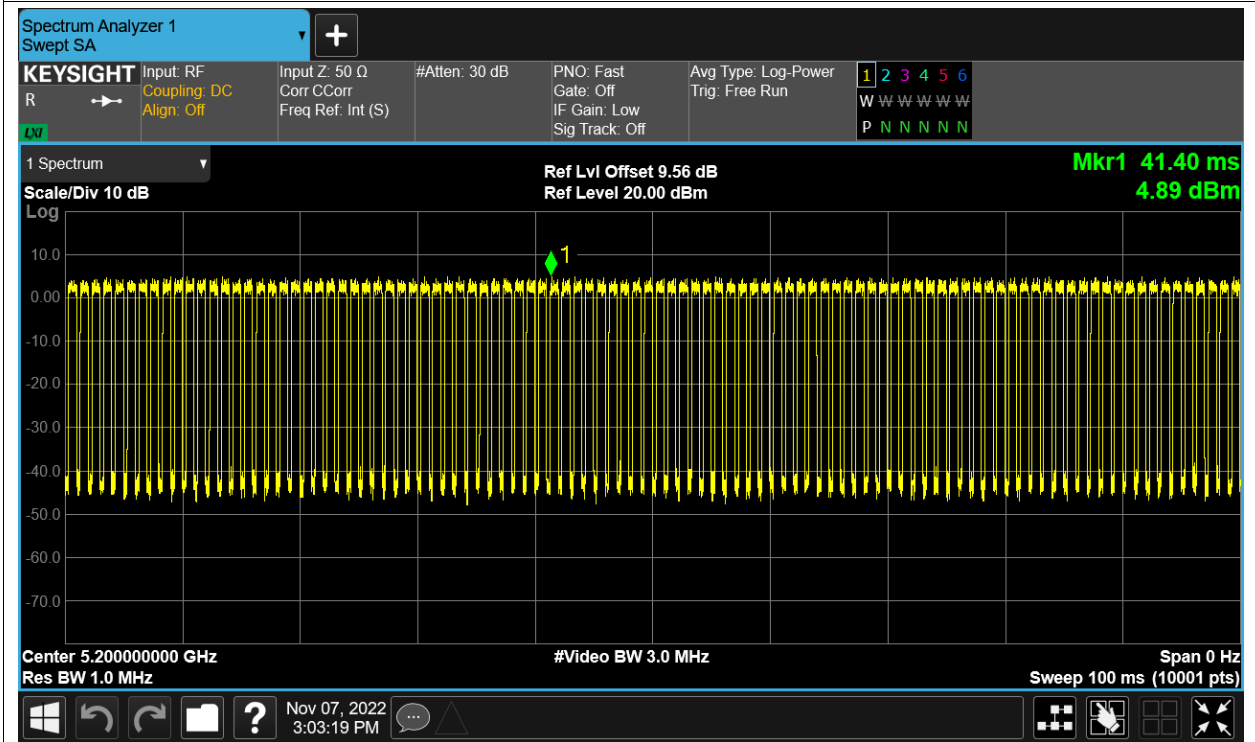 Spectrum Analyzer 1
Swept SA
+
KEYSIGHT
R
LXI
Input: RF
Coupling: DC
Align: Off
Input Z: 50 Ω
Corr CCorr
Freq Ref: Int (S)
#Atten: 30 dB
PNO: Fast
Gate: Off
IF Gain: Low
Sig Track: Off
Avg Type: Log-Power
Trig: Free Run
1 2 3 4 5 6
W W W W W W
P N N N N N
1 Spectrum
Scale/Div 10 dB
Log
Ref Lvl Offset 9.56 dB
Ref Level 20.00 dBm
Mkr1 41.40 ms
4.89 dBm
1
10.0
0.00
-10.0
-20.0
-30.0
-40.0
-50.0
-60.0
-70.0
Center 5.200000000 GHz
Res BW 1.0 MHz
#Video BW 3.0 MHz
Span 0 Hz
Sweep 100 ms (10001 pts)
?
Nov 07, 2022
3:03:19 PM